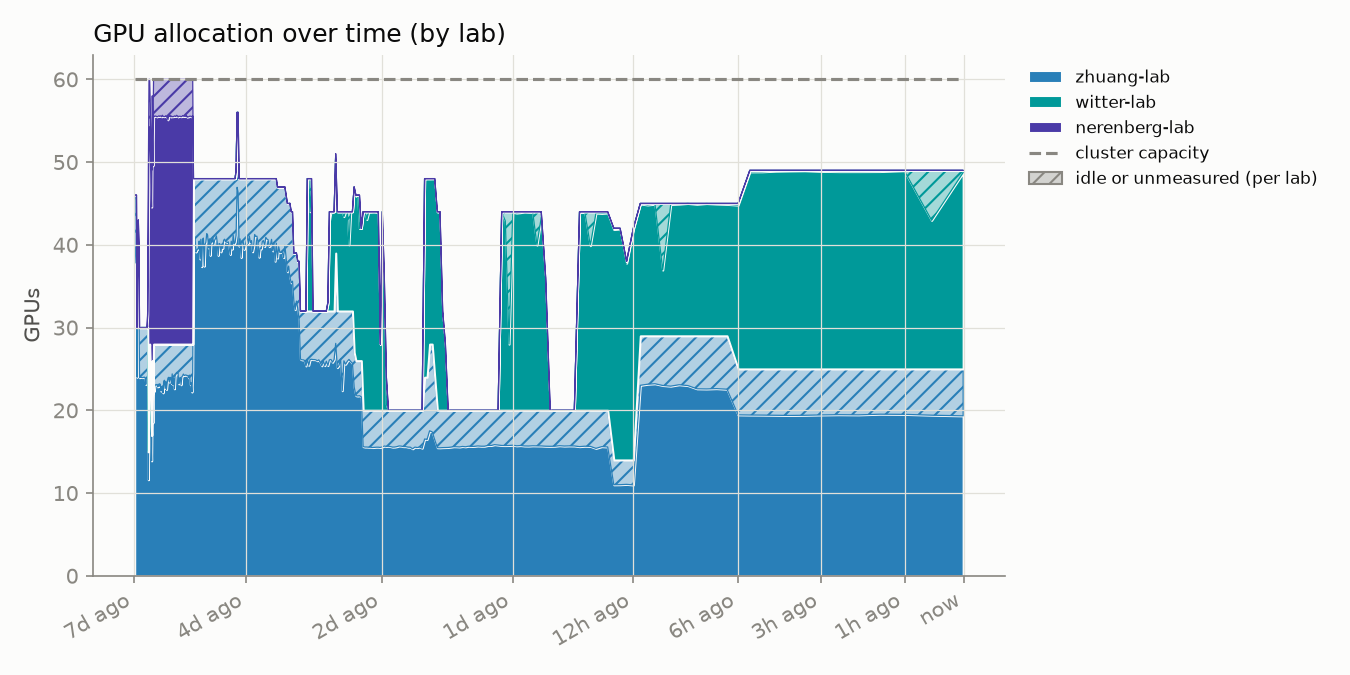 GPU allocation over time (by lab)
60
50
40
30
20
10
0
GPUs
7d ago
4d ago
2d ago
1d ago
12h ago
6h ago
3h ago
1h ago
now
zhuang-lab
witter-lab
nerenberg-lab
cluster capacity
idle or unmeasured (per lab)